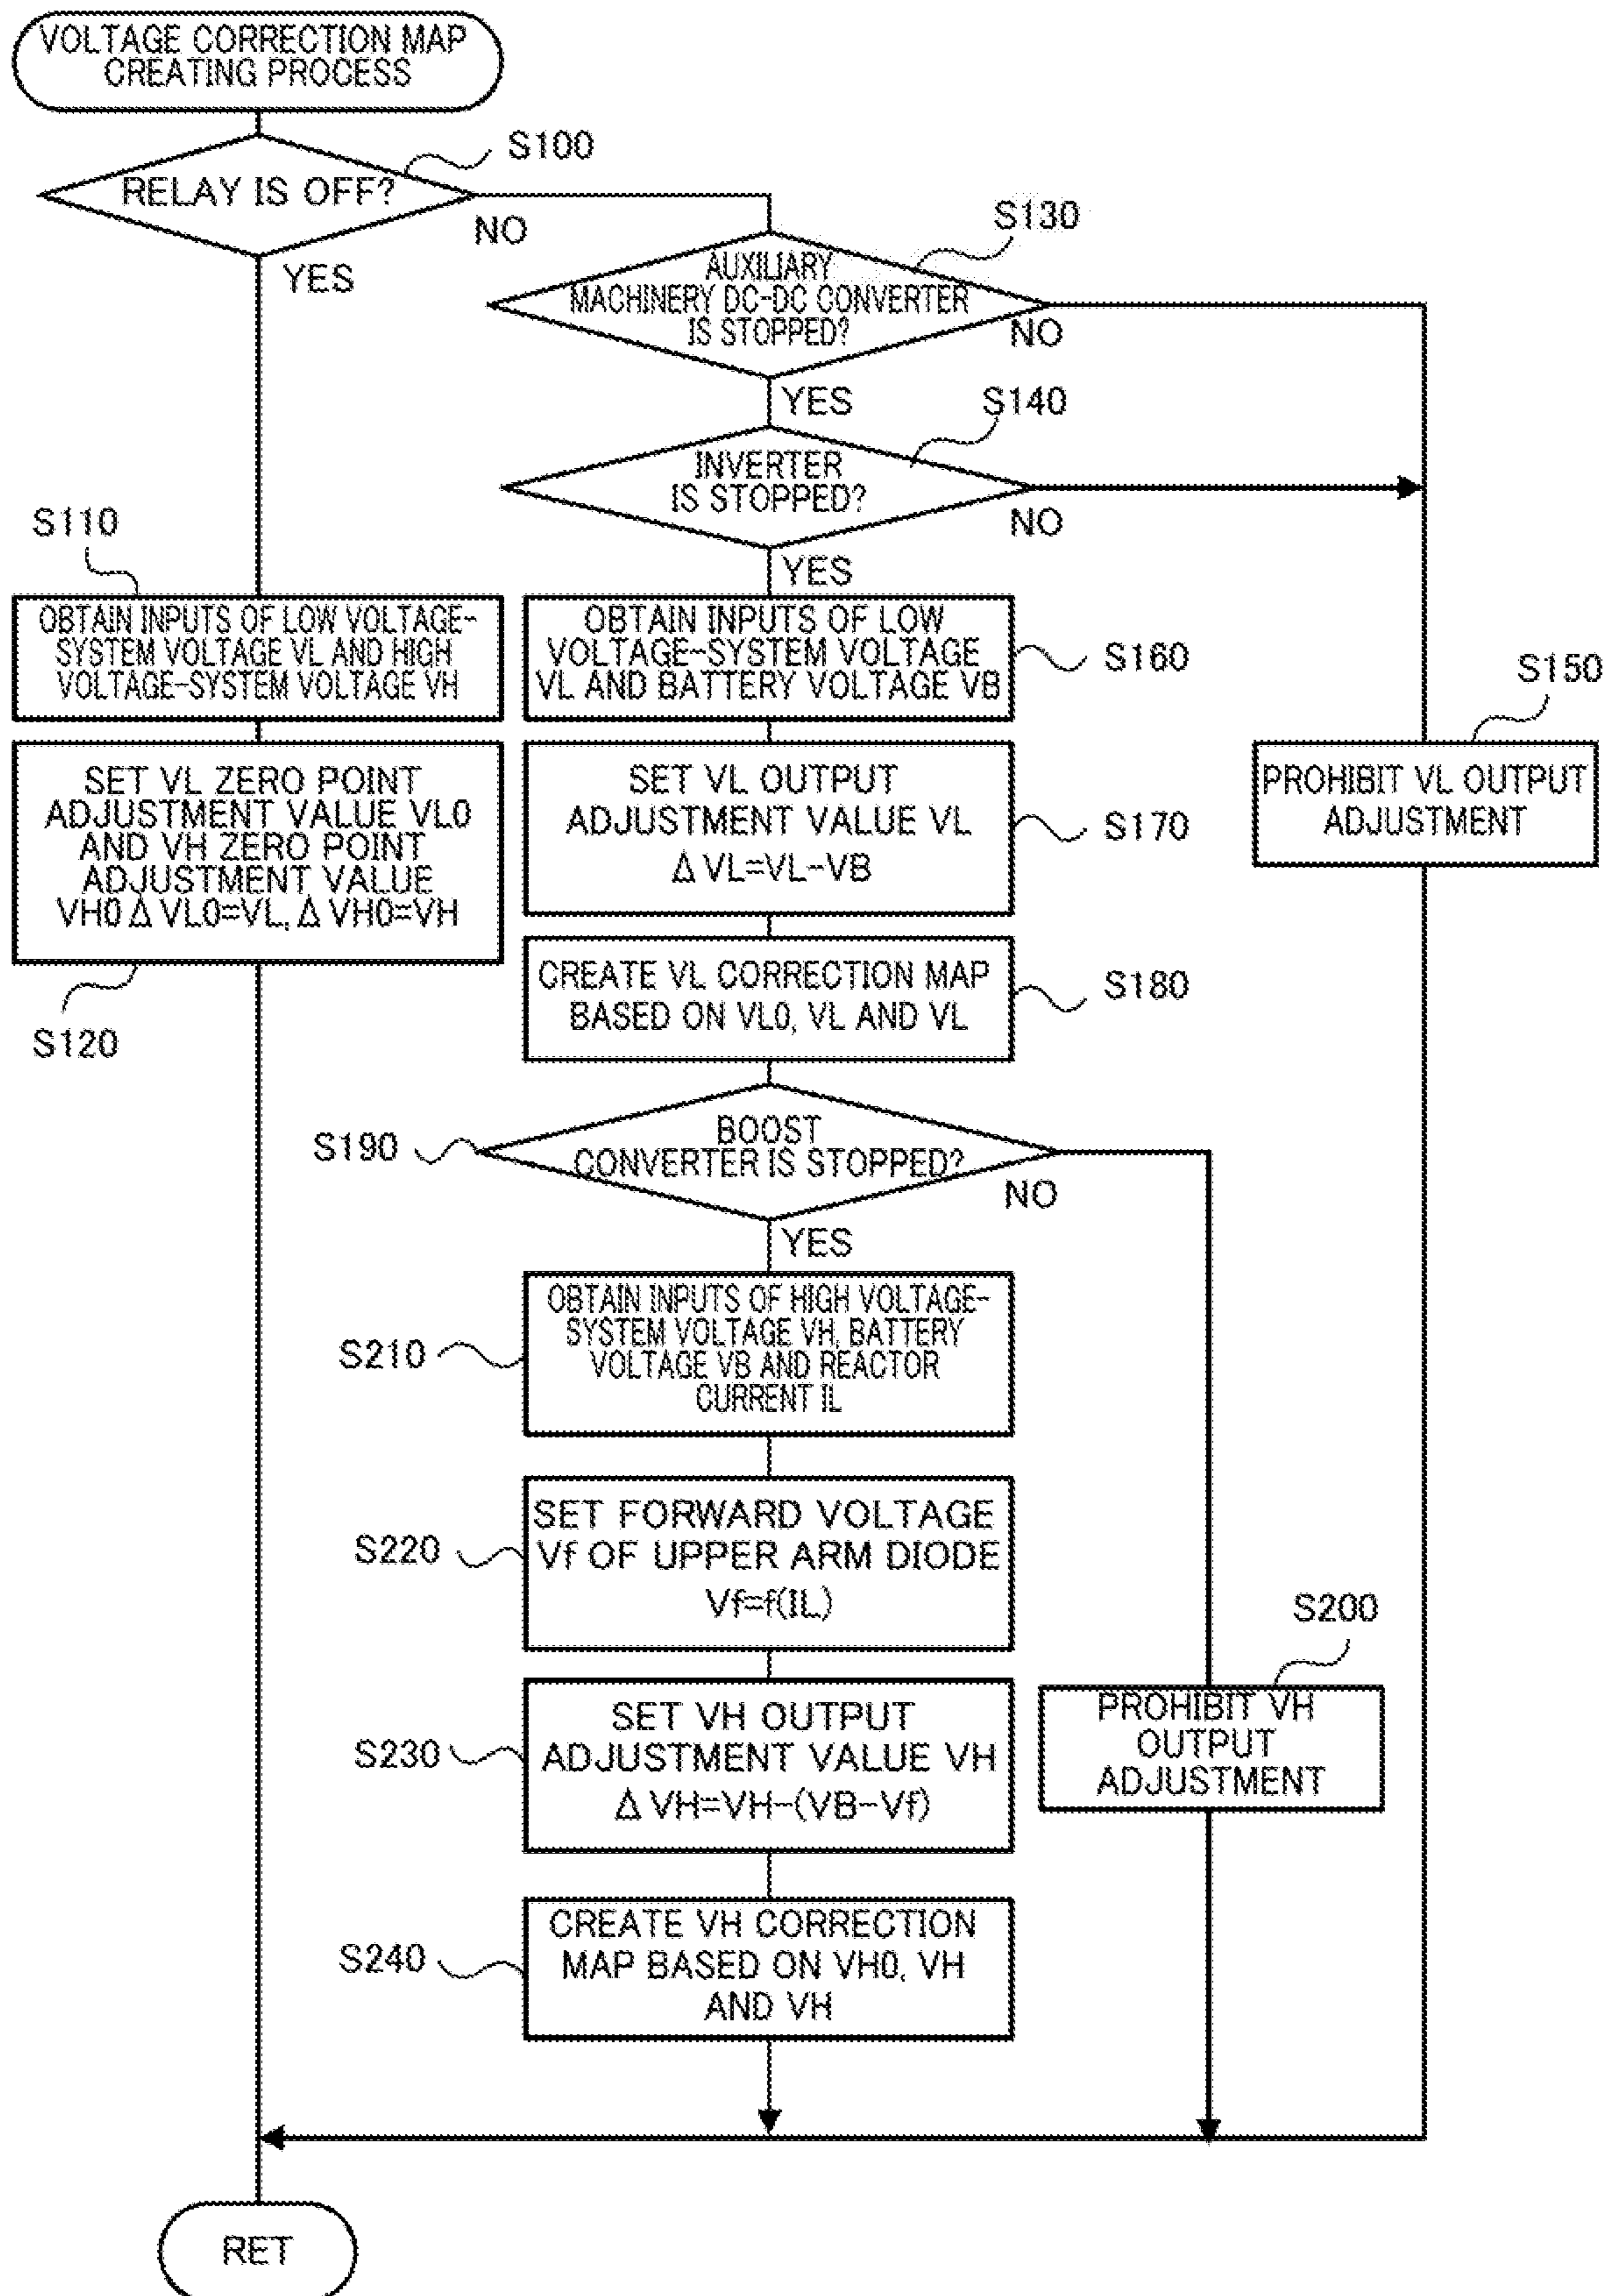 VOLTAGE CORRECTION MAP
CREATING PROCESS
S100
RELAY IS OFF?
NO
YES
S130
AUXILIARY
MACHINERY DC-DC CONVERTER
IS STOPPED?
NO
YES
S140
INVERTER
IS STOPPED?
NO
YES
S110
OBTAIN INPUTS OF LOW VOLTAGE-
SYSTEM VOLTAGE VL AND HIGH
VOLTAGE-SYSTEM VOLTAGE VH
OBTAIN INPUTS OF LOW
VOLTAGE-SYSTEM VOLTAGE
VL AND BATTERY VOLTAGE VB
S160
S150
PROHIBIT VL OUTPUT
ADJUSTMENT
SET VL ZERO POINT
ADJUSTMENT VALUE VL0
AND VH ZERO POINT
ADJUSTMENT VALUE
VH0 Δ VL0=VL, Δ VH0=VH
S120
SET VL OUTPUT
ADJUSTMENT VALUE VL
Δ VL=VL-VB
S170
CREATE VL CORRECTION MAP
BASED ON VL0, VL AND VL
S180
S190
BOOST
CONVERTER IS STOPPED?
NO
YES
S210
OBTAIN INPUTS OF HIGH VOLTAGE-
SYSTEM VOLTAGE VH, BATTERY
VOLTAGE VB AND REACTOR
CURRENT IL
S220
SET FORWARD VOLTAGE
Vf OF UPPER ARM DIODE
Vf=f(IL)
S200
PROHIBIT VH
OUTPUT
ADJUSTMENT
S230
SET VH OUTPUT
ADJUSTMENT VALUE VH
Δ VH=VH-(VB-Vf)
S240
CREATE VH CORRECTION
MAP BASED ON VH0, VH
AND VH
RET